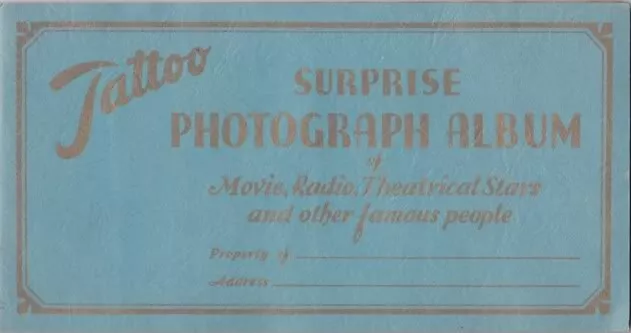 Tattoo
SURPRISE
PHOTOGRAPH ALBUM
of
Movie, Radio, Theatrical Stars
and other famous people
Property of
Address